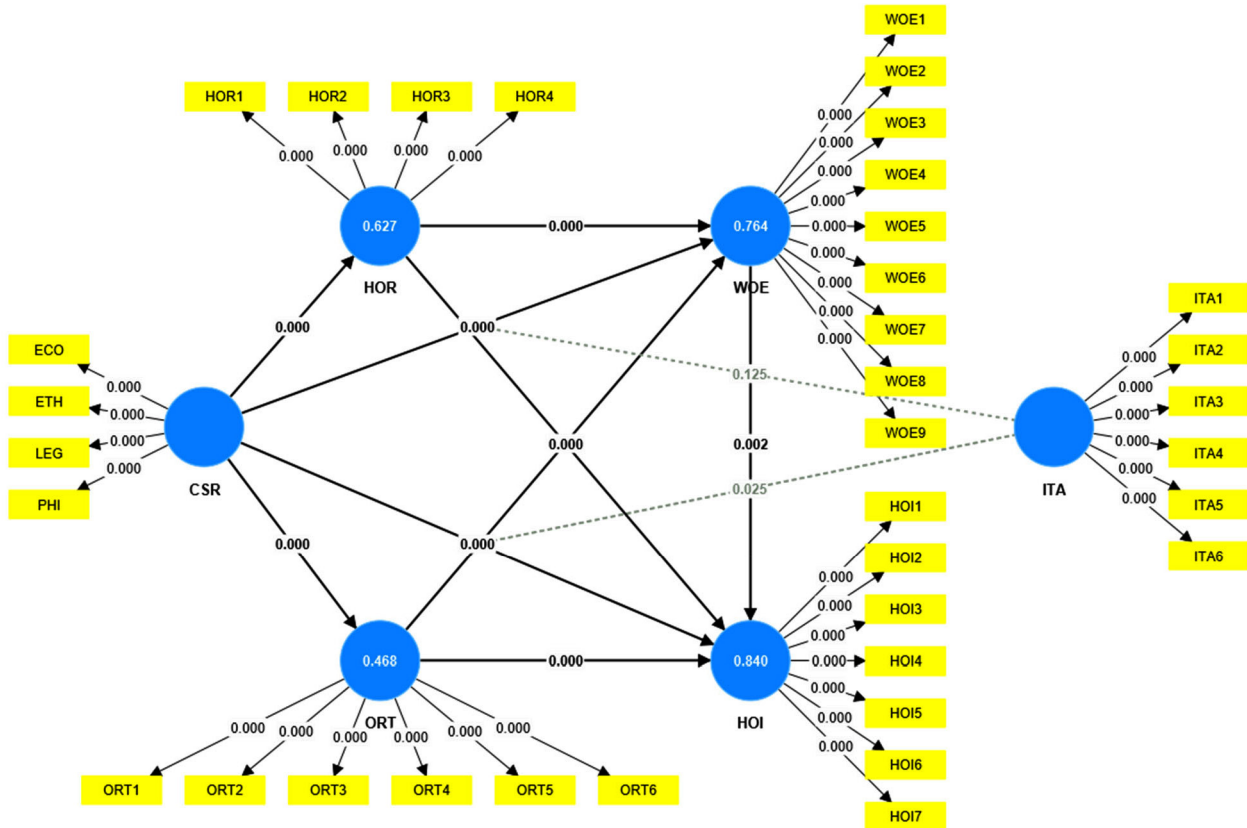 WOE1
WOE2
HOR1 HOR2 HOR3 HOR4
0.000
0.000
WOE3
0.000
0.000 0.000 0.000 0.000
0.000
WOE4
0.000
0.627 0.000 0.764 0.000 WOE5
0.000
WOE6
HOR WOE
0.000
ITA1
0.000 0.000 0.000 WOE7
0.000
ECO
0.000
ITA2
0.000
0.125 WOE8
0.000
ETH 0.000
0.000 ITA3
WOE9
LEG 0.000
0.000 0.002 0.000 ITA4
0.000
PHI
CSR
0.025
ITA
0.000 ITA5
0.000
HOI1
0.000 0.000
ITA6
HOI2
0.000
0.000
HOI3
0.000
0.468 0.000 0.840 0.000 HOI4
0.000
HOI5
ORT HOI
0.000 0.000 0.000 0.000 0.000 0.000
0.000
0.000
HOI6
ORT1 ORT2 ORT3 ORT4 ORT5 ORT6
HOI7